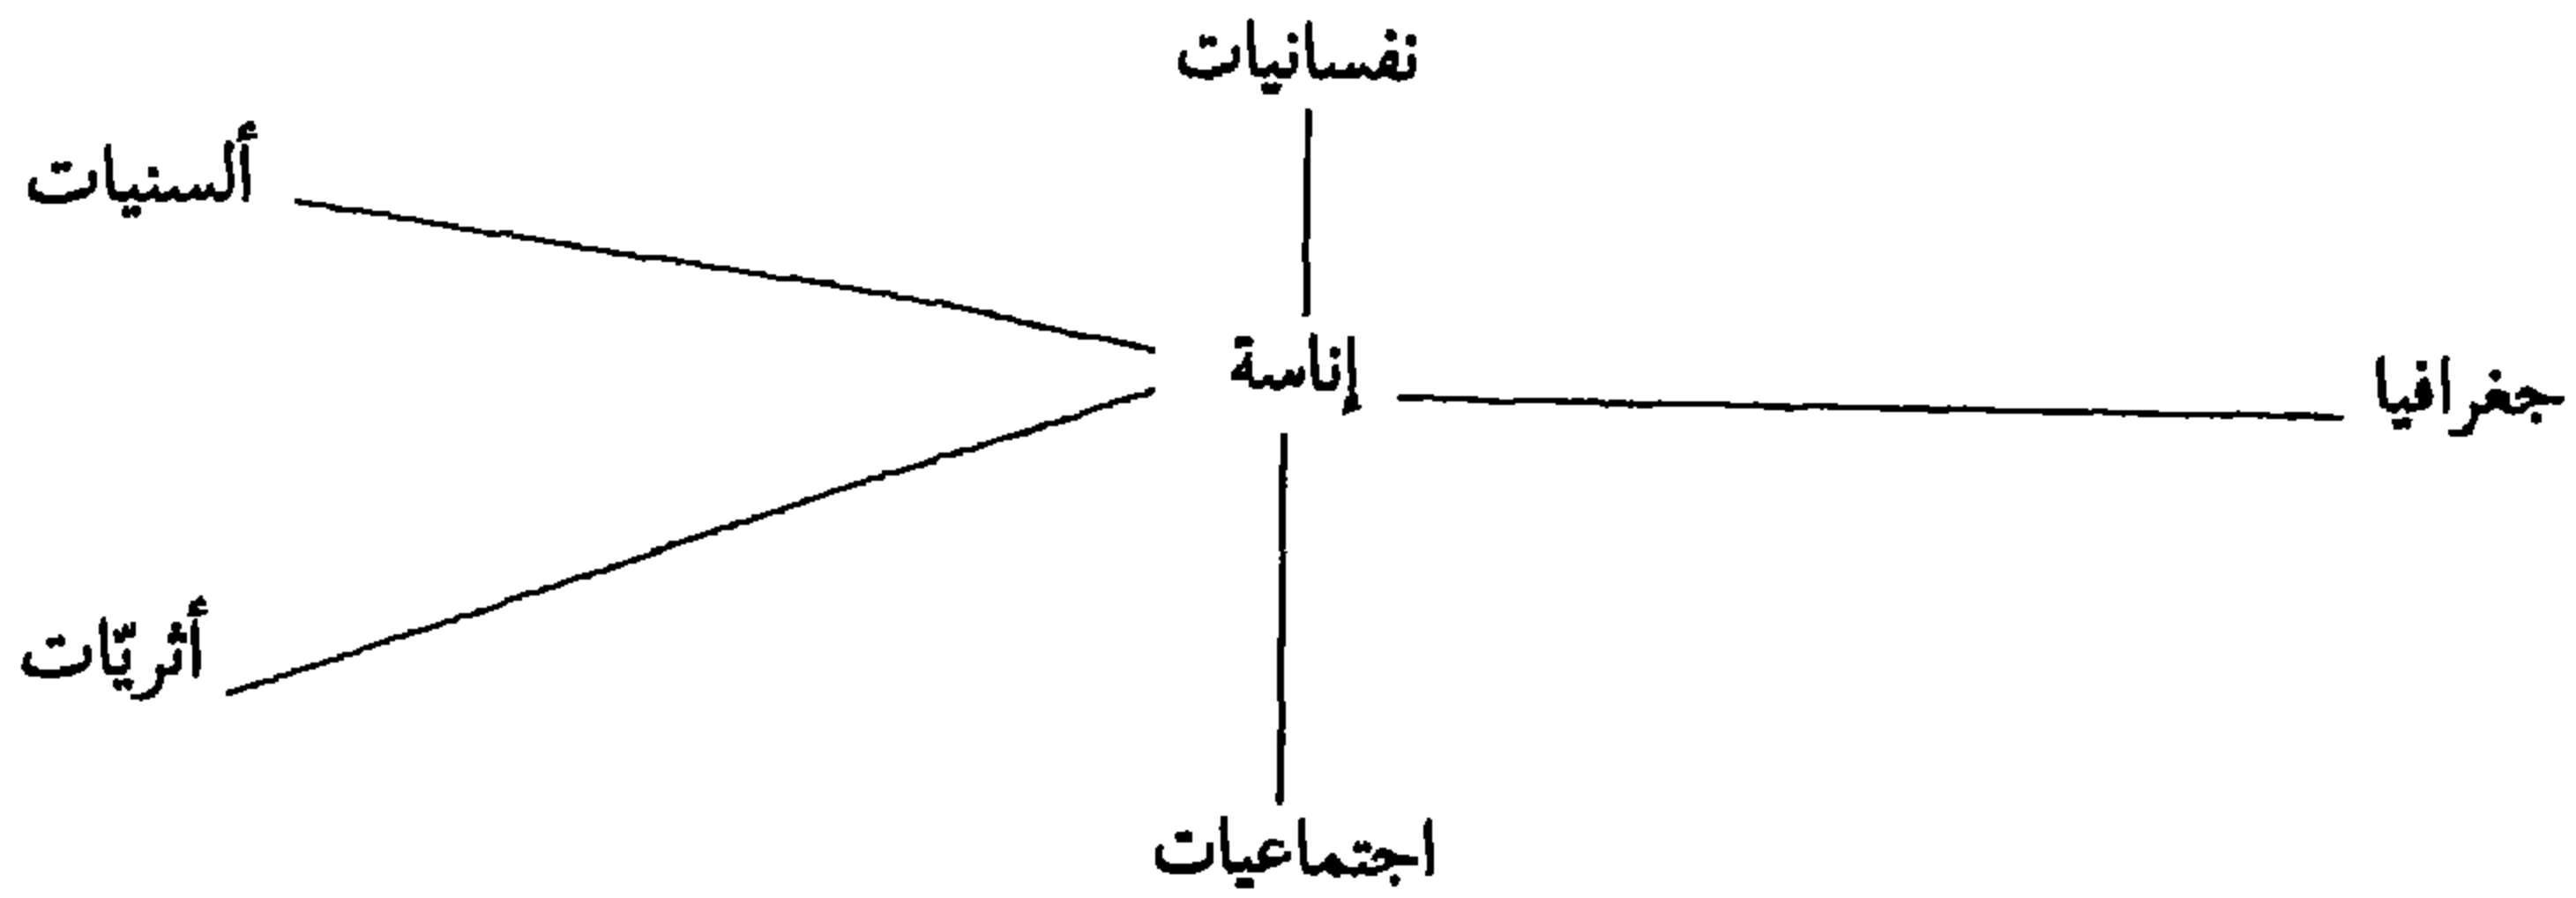 نفسانيات
ألسنيات
إناسة
جغرافيا
أثريّات
اجتماعيات